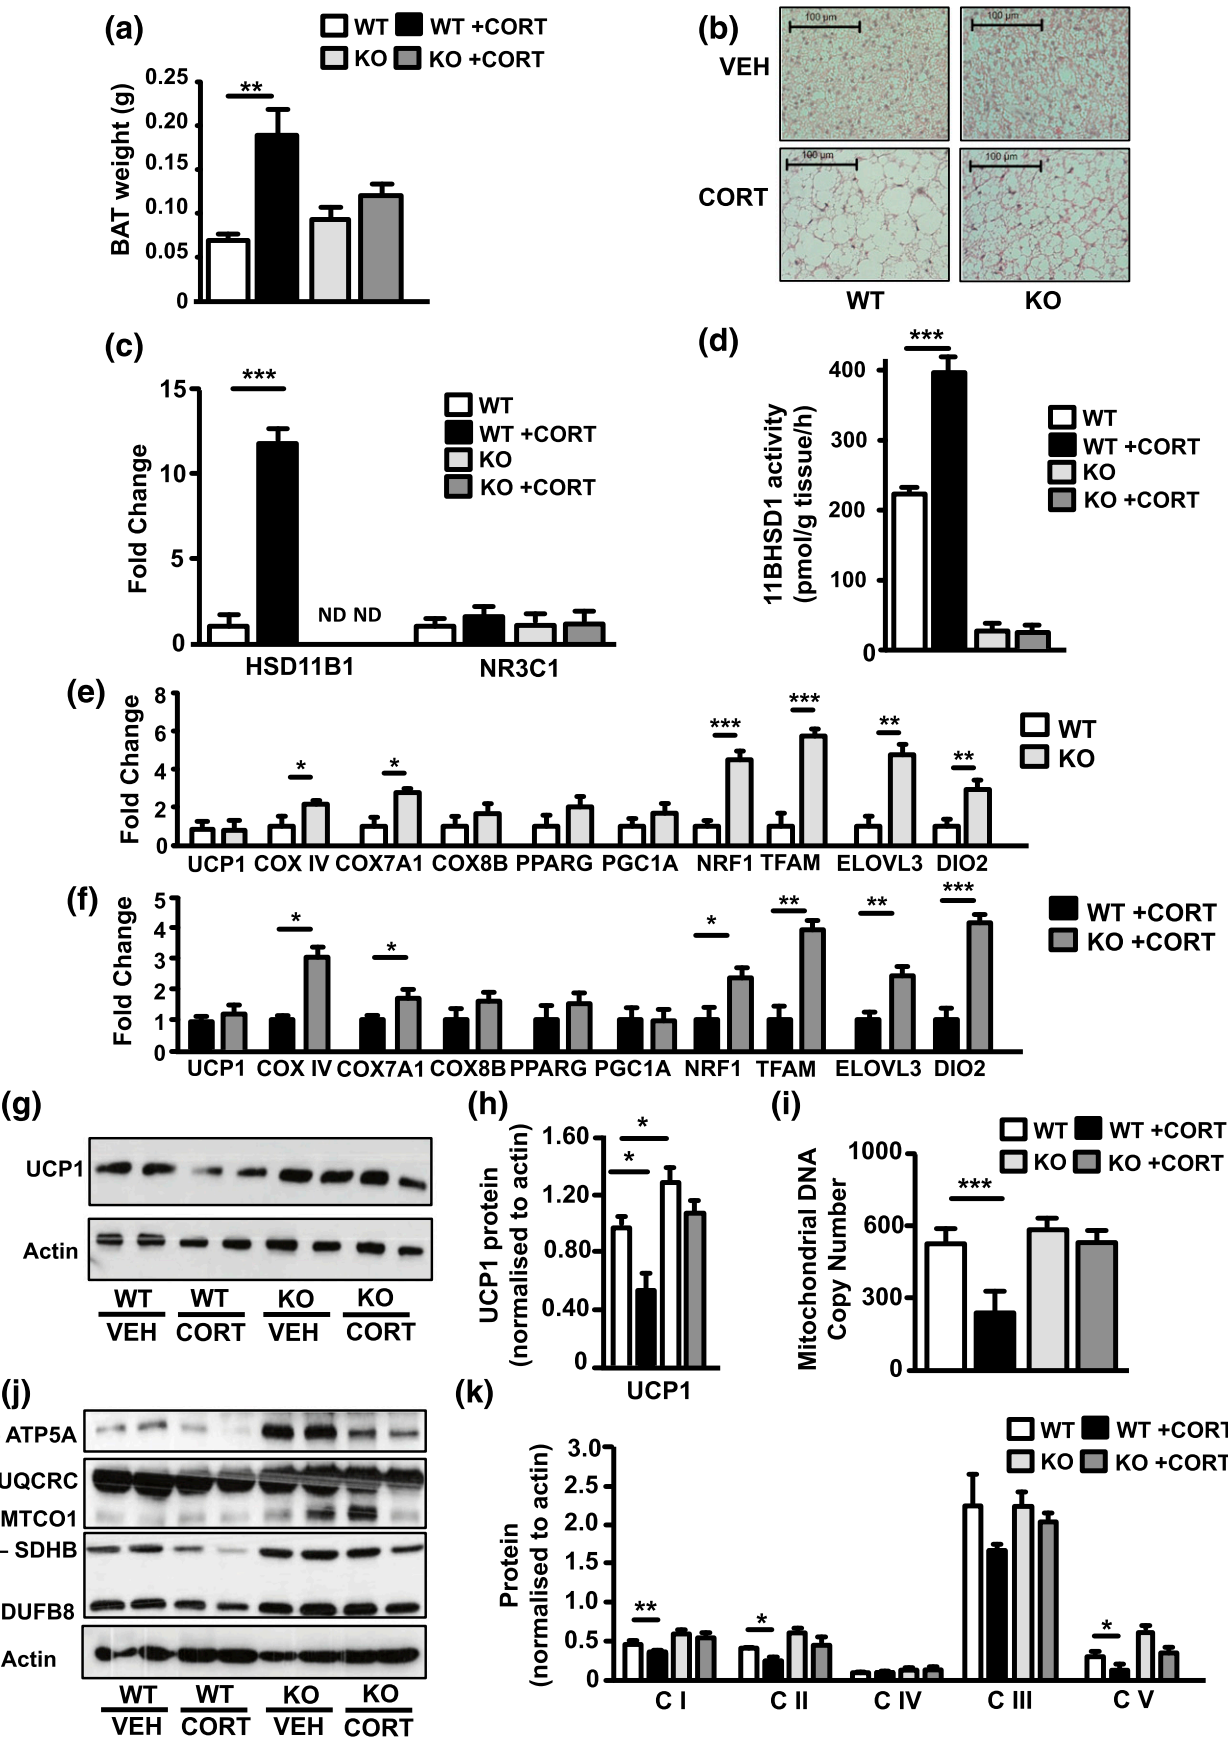 (a)
WT WT +CORT
KO KO +CORT
BAT weight (g)
0.25
0.20
0.15
0.10
0.05
0
**
(b)
VEH
CORT
100 µm
100 µm
100 µm
100 µm
WT KO
(c)
Fold Change
15
10
5
0
***
ND ND
HSD11B1 NR3C1
WT
WT +CORT
KO
KO +CORT
(d)
11BHSD1 activity
(pmol/g tissue/h)
400
300
200
100
0
***
WT
WT +CORT
KO
KO +CORT
(e)
Fold Change
8
6
4
2
0
* * *** *** ** **
UCP1 COX IV COX7A1 COX8B PPARG PGC1A NRF1 TFAM ELOVL3 DIO2
WT
KO
(f)
Fold Change
5
4
3
2
1
0
* * * ** ** ***
UCP1 COX IV COX7A1 COX8B PPARG PGC1A NRF1 TFAM ELOVL3 DIO2
WT +CORT
KO +CORT
(g)
UCP1
Actin
WT WT KO KO
VEH CORT VEH CORT
(h)
UCP1 protein
(normalised to actin)
1.60
1.20
0.80
0.40
0
*
*
UCP1
(i)
WT WT +CORT
KO KO +CORT
Mitochondrial DNA
Copy Number
1000
600
300
0
***
(j)
ATP5A
UQCRC
MTCO1
– SDHB
DUFB8
Actin
WT WT KO KO
VEH CORT VEH CORT
(k)
WT WT +CORT
KO KO +CORT
Protein
(normalised to actin)
3.0
2.5
2.0
1.5
1.0
0.5
0
** * *
C I C II C IV C III C V